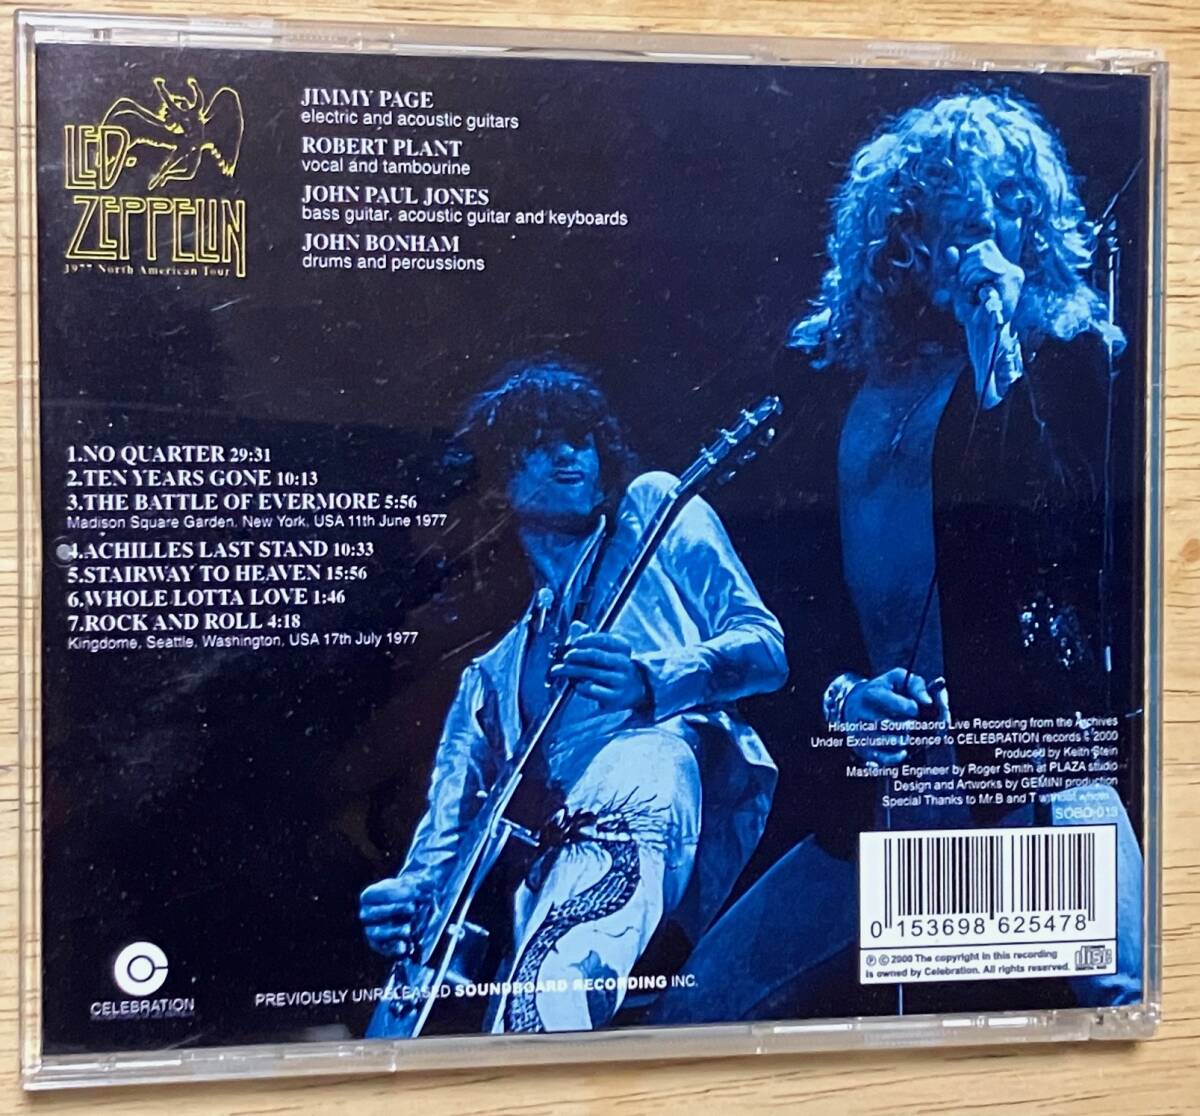 LED
ZEPPELIN
1977 North American Tour
JIMMY PAGE
electric and acoustic guitars
ROBERT PLANT
vocal and tambourine
JOHN PAUL JONES
bass guitar, acoustic guitar and keyboards
JOHN BONHAM
drums and percussions
1.NO QUARTER 29:31
2.TEN YEARS GONE 10:13
3.THE BATTLE OF EVERMORE 5:56
Madison Square Garden, New York, USA 11th June 1977
4.ACHILLES LAST STAND 10:33
5.STAIRWAY TO HEAVEN 15:56
6.WHOLE LOTTA LOVE 1:46
7.ROCK AND ROLL 4:18
Kingdome, Seattle, Washington, USA 17th July 1977
Historical Soundbaord Live Recording from the Archives
Under Exclusive Licence to CELEBRATION records © 2000
Produced by Keith Stein
Mastering Engineer by Roger Smith at PLAZA studio
Design and Artworks by GEMINI production
Special Thanks to Mr.B and T without
SOBO-019
0 153698 625478
℗ © 2000 The copyright in this recording
is owned by Celebration. All rights reserved.
disc
CELEBRATION
PREVIOUSLY UNRELEASED SOUNDBOARD RECORDING INC.